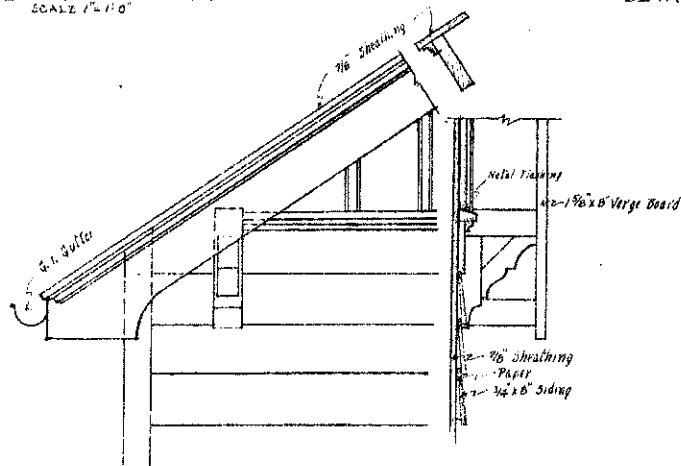 SCALE 1"=1'0"
7/8" Sheathing
Metal Flashing
1 5/8" x 8" Verge Board
G.I. Gutter
7/8" Sheathing
Paper
3/4" x 8" Siding